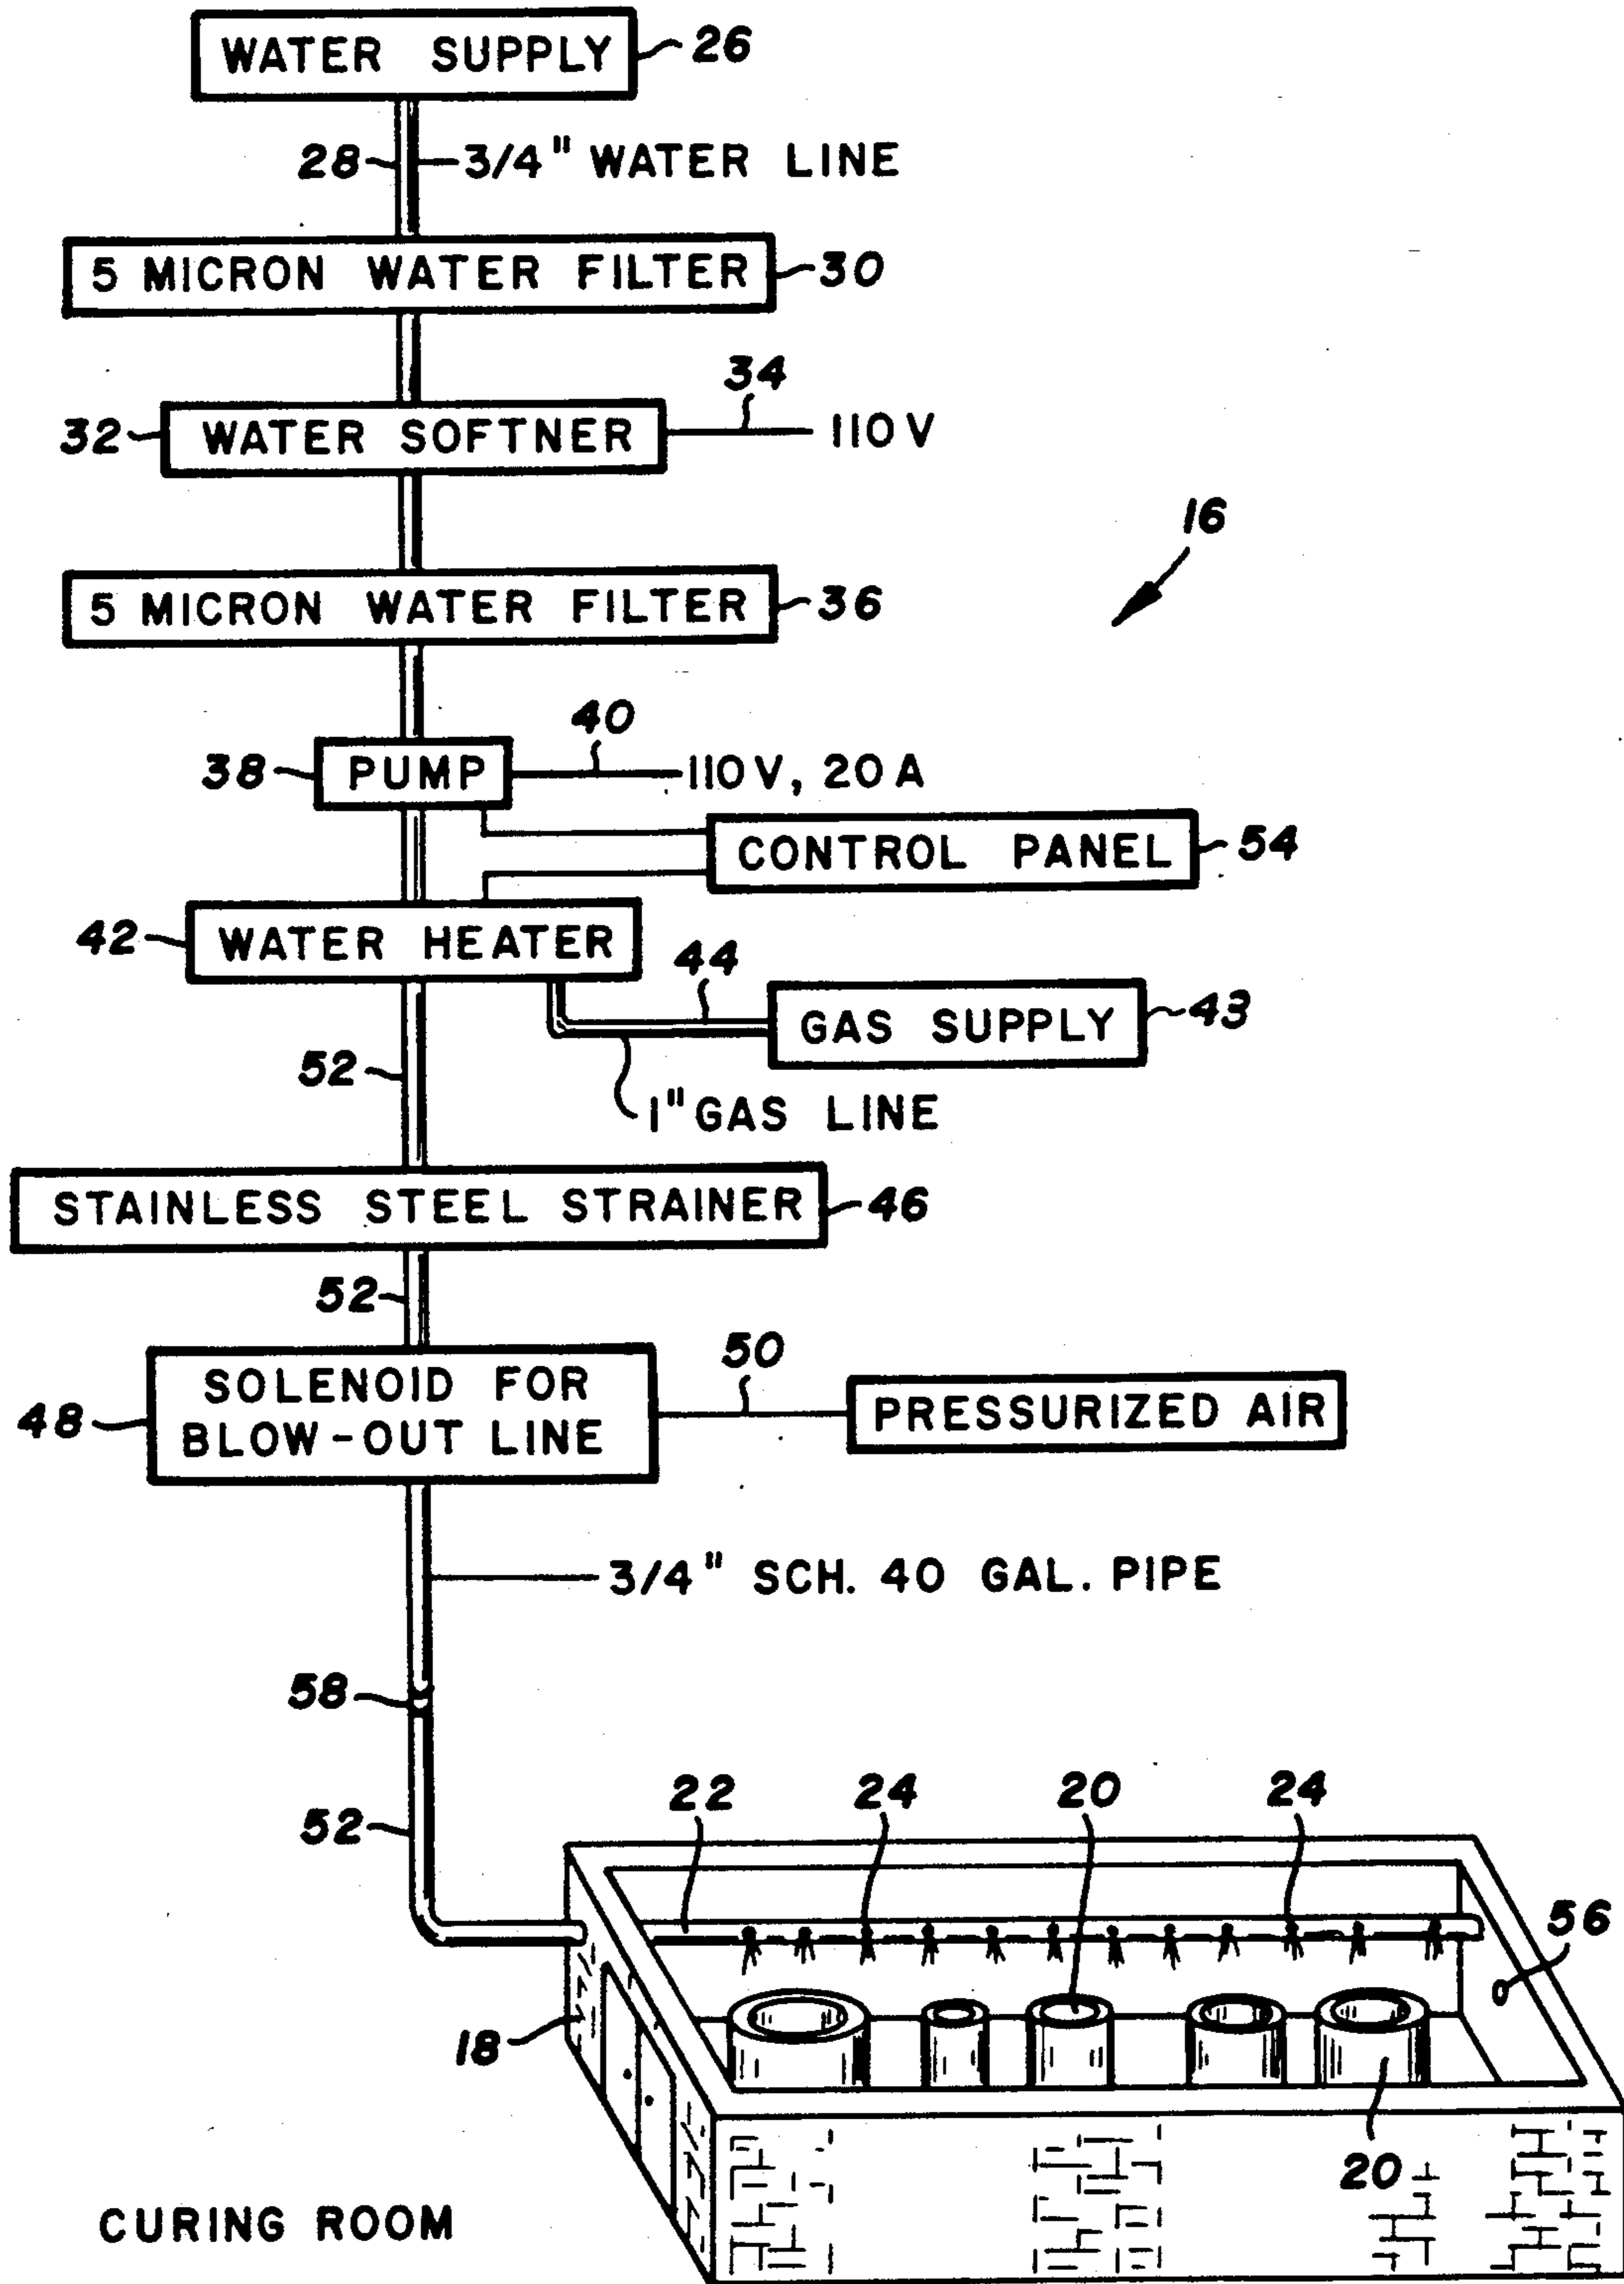 WATER SUPPLY 26
28 3/4" WATER LINE
5 MICRON WATER FILTER 30
34
32 WATER SOFTNER 110V
16
5 MICRON WATER FILTER 36
40
38 PUMP 110V, 20A
CONTROL PANEL 54
42 WATER HEATER 44
GAS SUPPLY 43
52
1" GAS LINE
STAINLESS STEEL STRAINER 46
52
50
SOLENOID FOR
48 BLOW-OUT LINE
PRESSURIZED AIR
3/4" SCH. 40 GAL. PIPE
58
22 24 20 24
52
56
18
20
CURING ROOM